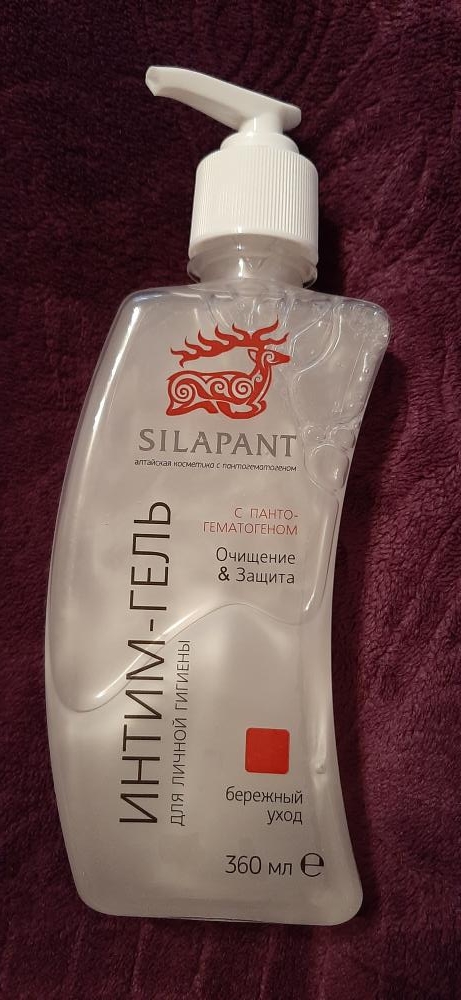 SILAPANT
алтайская косметика с пантогематогеном
С ПАНТО-
ГЕМАТОГЕНОМ
Очищение
& Защита
ИНТИМ-ГЕЛЬ
ДЛЯ ЛИЧНОЙ ГИГИЕНЫ
бережный
уход
360 мл ℮